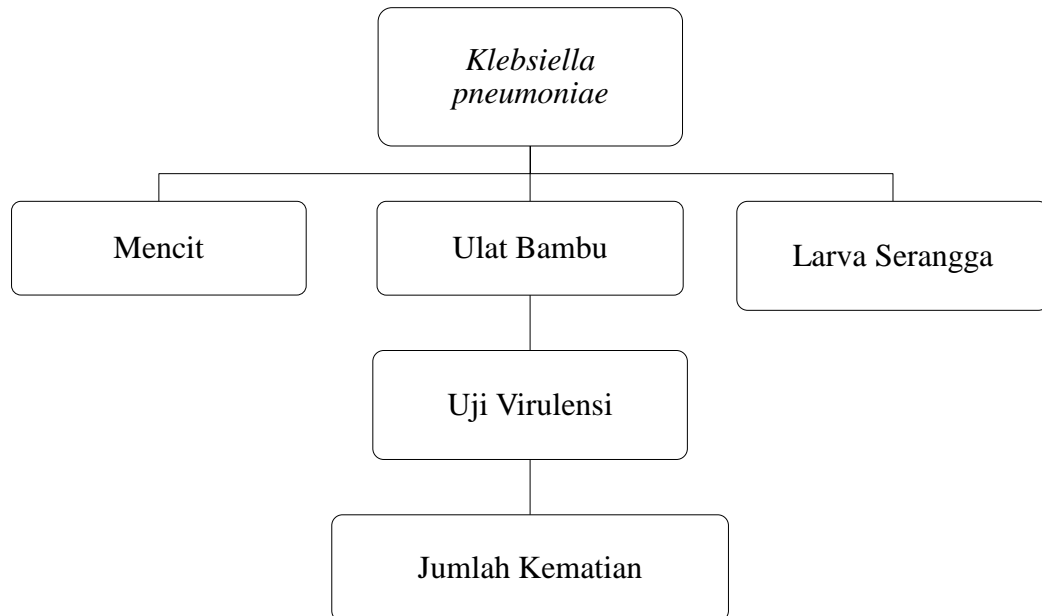 Klebsiella
pneumoniae
Mencit
Ulat Bambu
Larva Serangga
Uji Virulensi
Jumlah Kematian